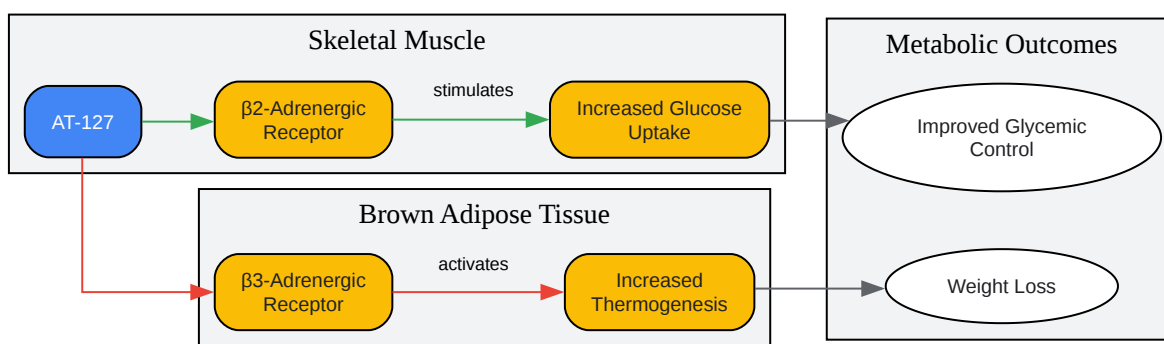 Skeletal Muscle
AT-127
β2-Adrenergic
Receptor
stimulates
Increased Glucose
Uptake
Brown Adipose Tissue
β3-Adrenergic
Receptor
activates
Increased
Thermogenesis
Metabolic Outcomes
Improved Glycemic
Control
Weight Loss